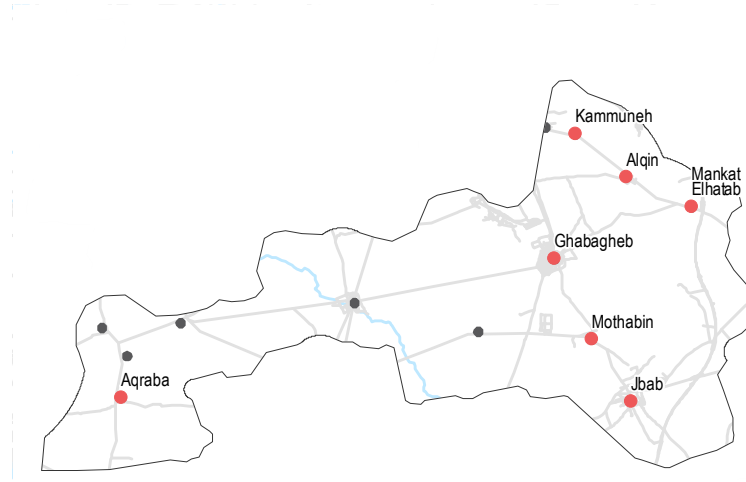 Kammuneh
Alqin
Mankat
Elhatab
Ghabagheb
Mothabin
Jbab
Aqraba